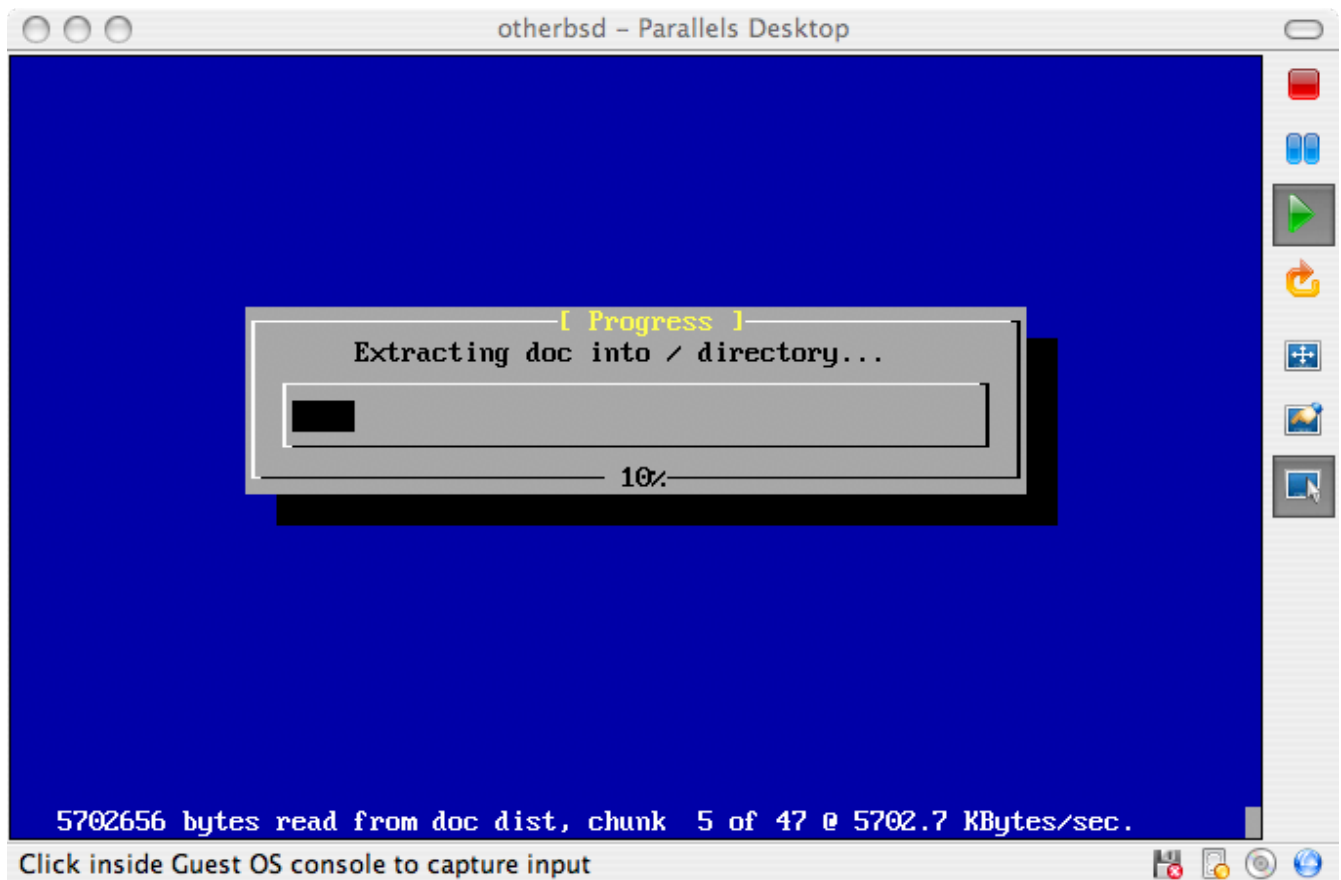 otherbsd – Parallels Desktop
[ Progress ]
Extracting doc into / directory...
10%
5702656 bytes read from doc dist, chunk  5 of 47 @ 5702.7 KBytes/sec.
Click inside Guest OS console to capture input